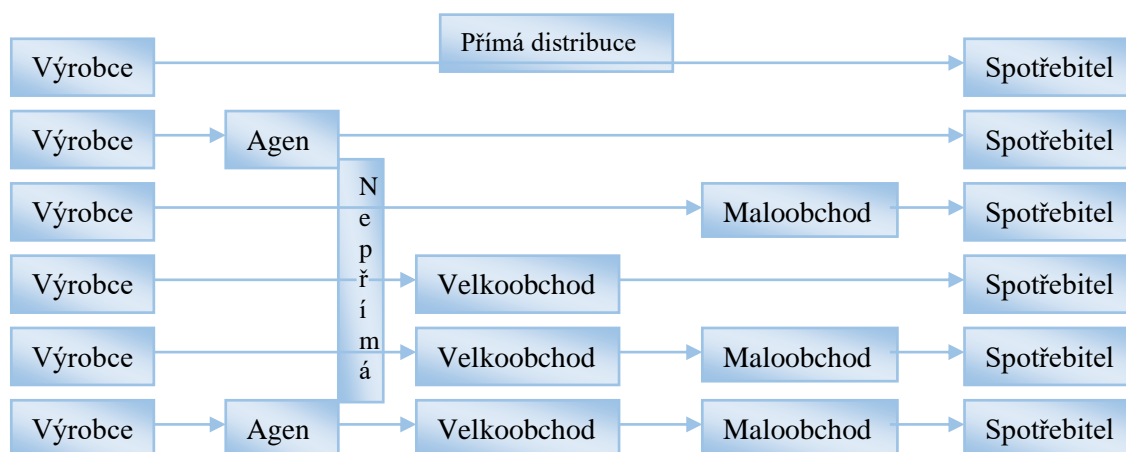 Přímá distribuce
Výrobce Spotřebitel
Výrobce Agen Spotřebitel
Nepřímá
Výrobce Maloobchod Spotřebitel
Výrobce Velkoobchod Spotřebitel
Výrobce Velkoobchod Maloobchod Spotřebitel
Výrobce Agen Velkoobchod Maloobchod Spotřebitel